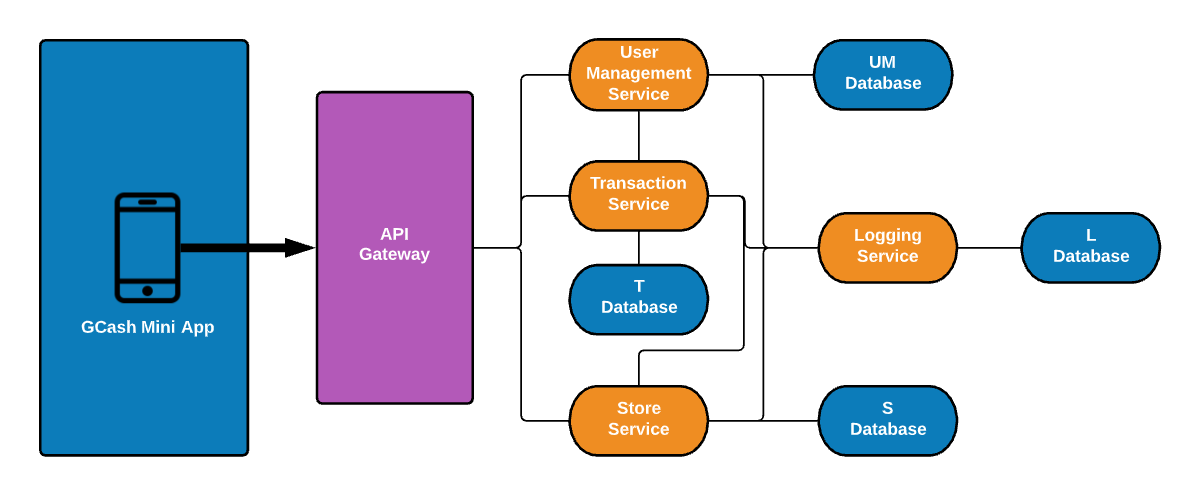 GCash Mini App
API
Gateway
User
Management
Service
Transaction
Service
T
Database
Store
Service
UM
Database
Logging
Service
S
Database
L
Database